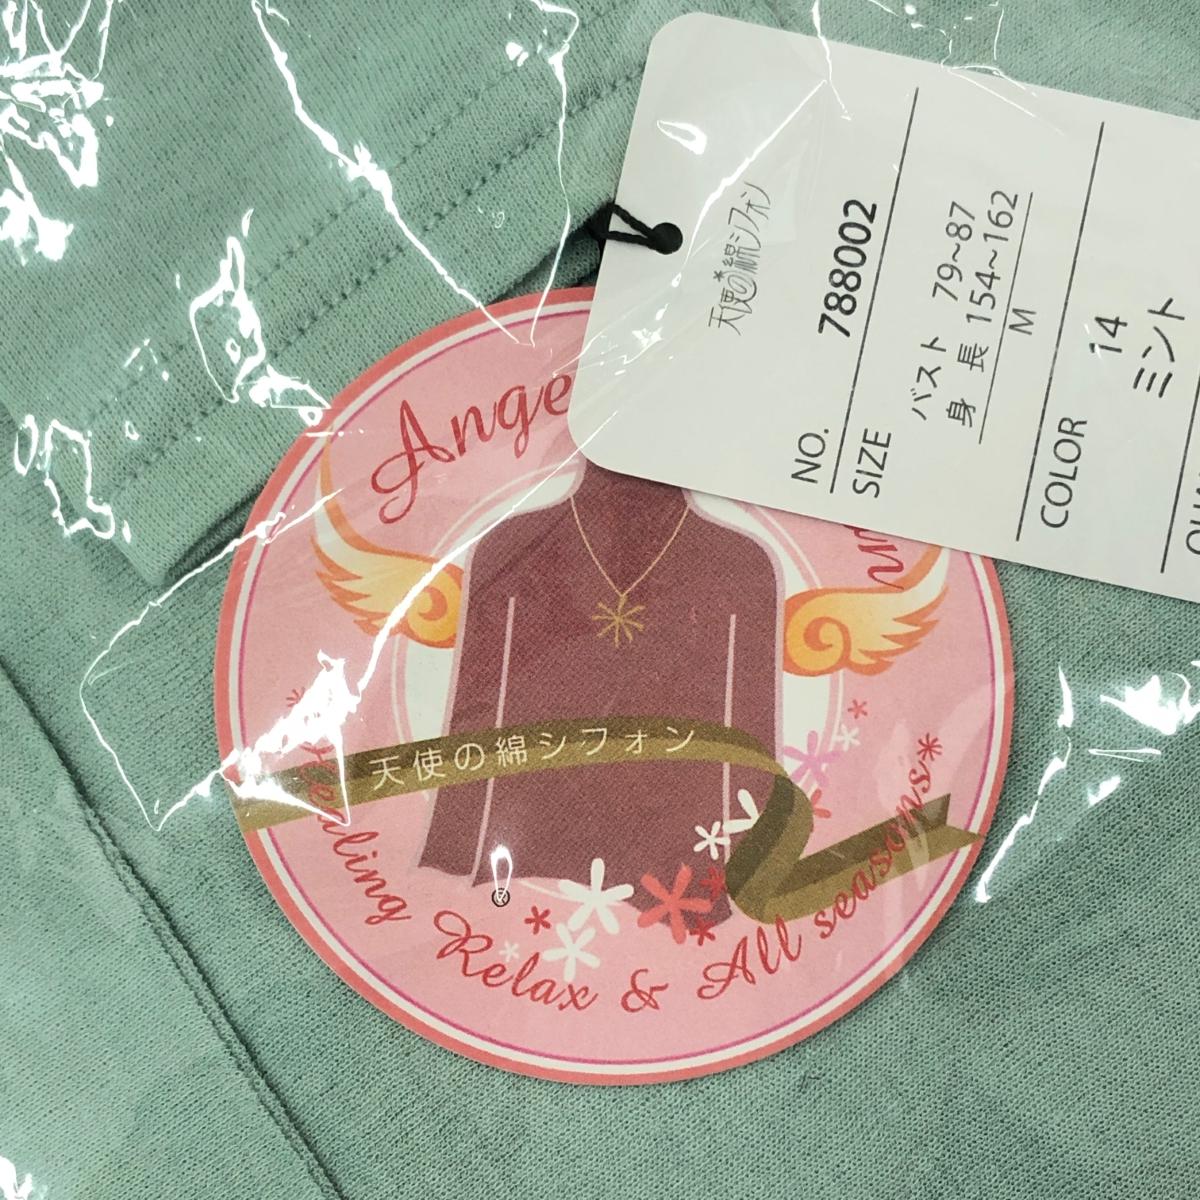 天使の綿シフォン
NO. 788002
SIZE
バスト 79~87
身 長 154~162
M
COLOR
14
ミント
天使の綿シフォン
Healing Relax & All seasons